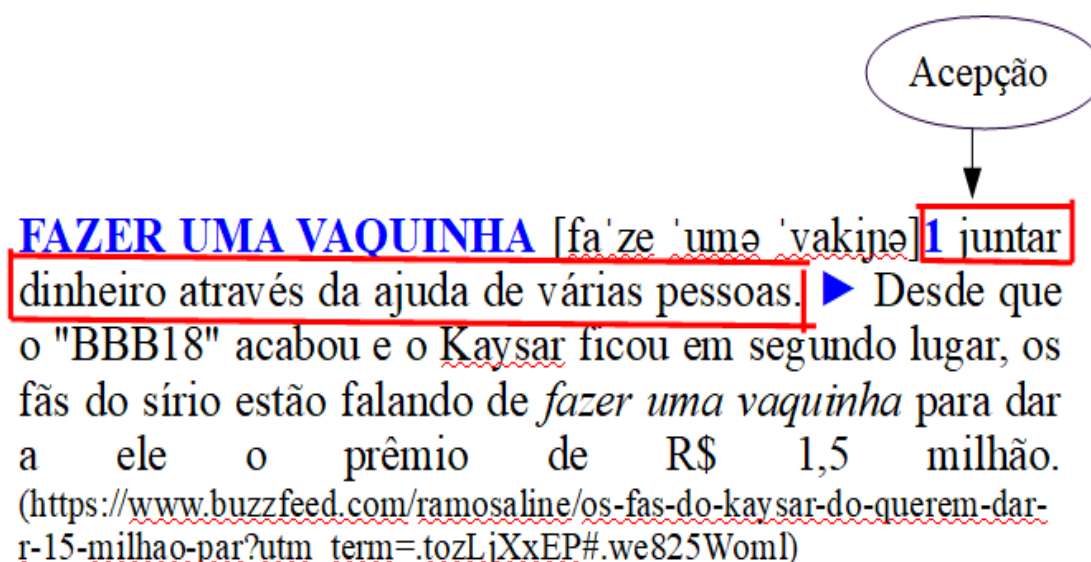 Acepção
FAZER UMA VAQUINHA [faˈze ˈumə ˈvakiɲə]1 juntar
dinheiro através da ajuda de várias pessoas. ► Desde que
o "BBB18" acabou e o Kaysar ficou em segundo lugar, os
fãs do sírio estão falando de fazer uma vaquinha para dar
a ele o prêmio de R$ 1,5 milhão.
(https://www.buzzfeed.com/ramosaline/os-fas-do-kaysar-do-querem-dar-
r-15-milhao-par?utm_term=.tozLjXxEP#.we825Woml)